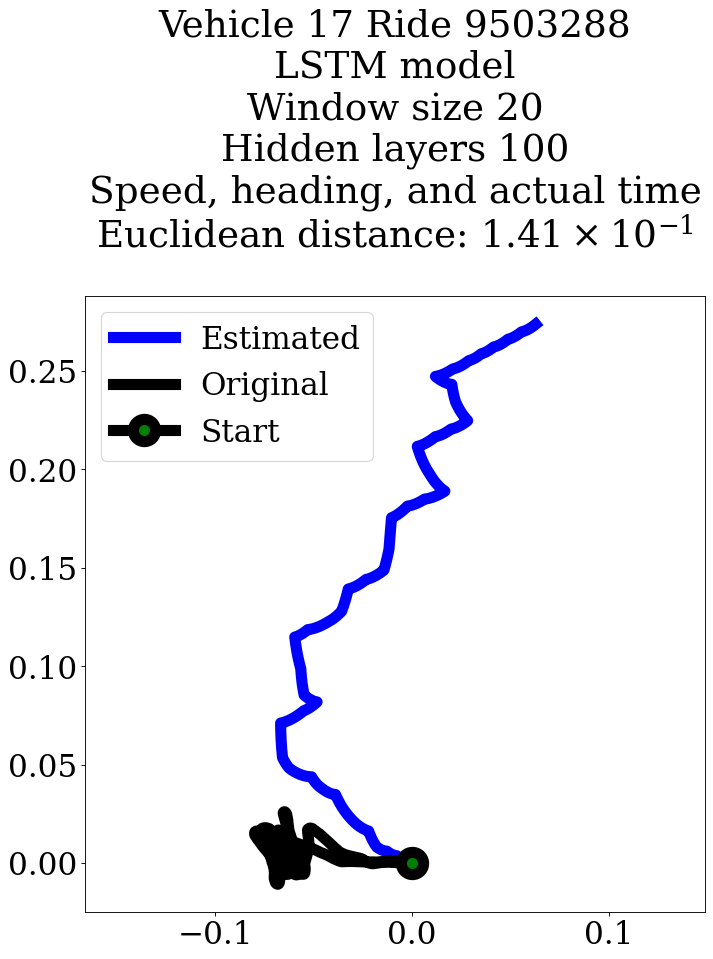 Vehicle 17 Ride 9503288
LSTM model
Window size 20
Hidden layers 100
Speed, heading, and actual time
Euclidean distance: 1.41 × 10⁻¹
Estimated
Original
Start
0.25
0.20
0.15
0.10
0.05
0.00
−0.1
0.0
0.1